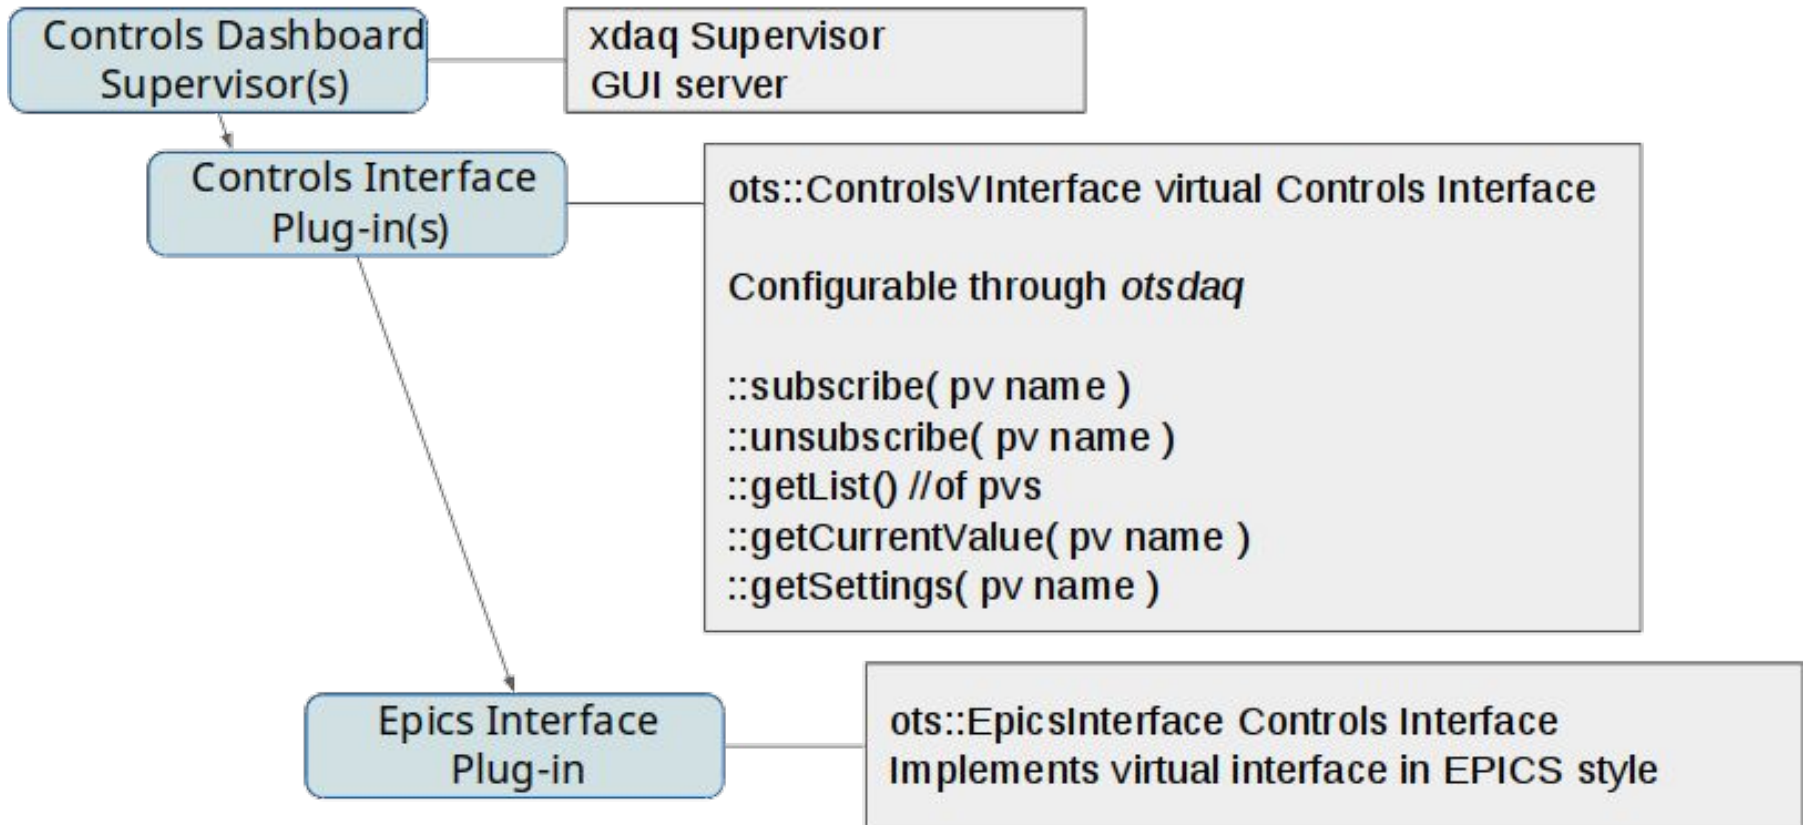 Controls Dashboard
Supervisor(s)
xdaq Supervisor
GUI server
Controls Interface
Plug-in(s)
ots::ControlsVInterface virtual Controls Interface
Configurable through otsdaq
::subscribe( pv name )
::unsubscribe( pv name )
::getList() //of pvs
::getCurrentValue( pv name )
::getSettings( pv name )
Epics Interface
Plug-in
ots::EpicsInterface Controls Interface
Implements virtual interface in EPICS style